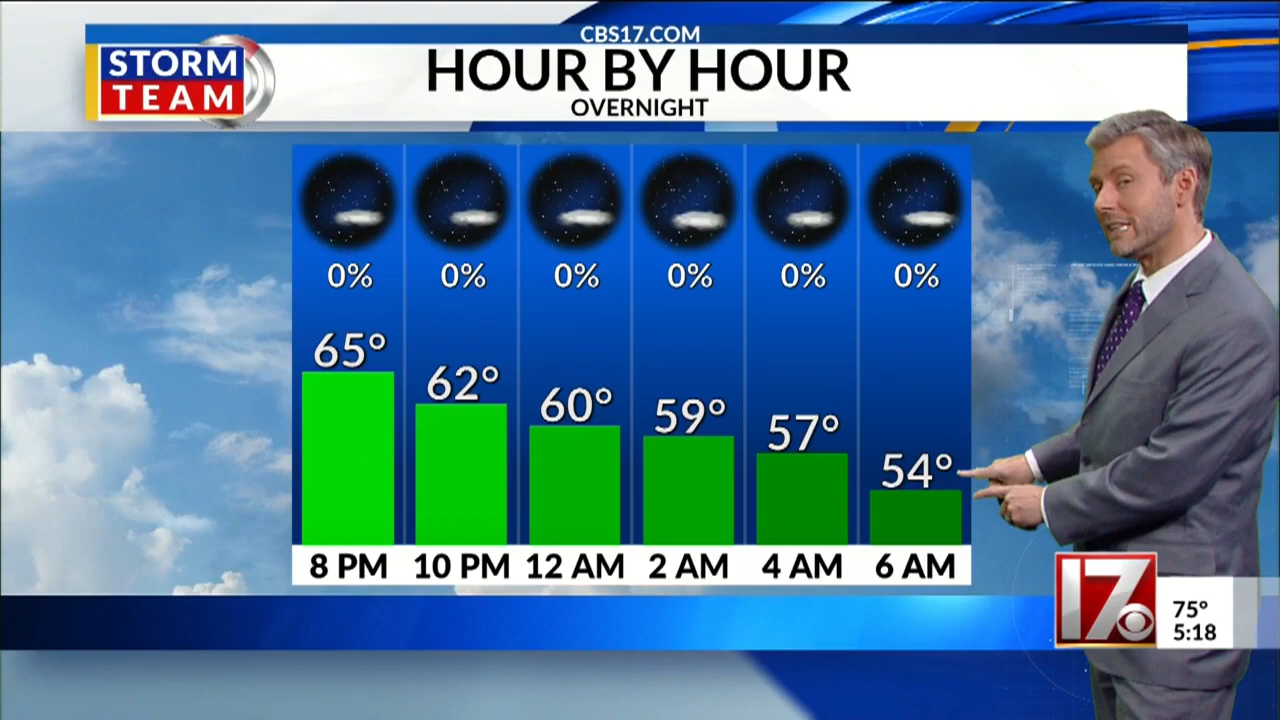 CBS17.COM
STORM
TEAM
HOUR BY HOUR
OVERNIGHT
0% 0% 0% 0% 0% 0%
65° 62° 60° 59° 57° 54°
8 PM 10 PM 12 AM 2 AM 4 AM 6 AM
17
75°
5:18